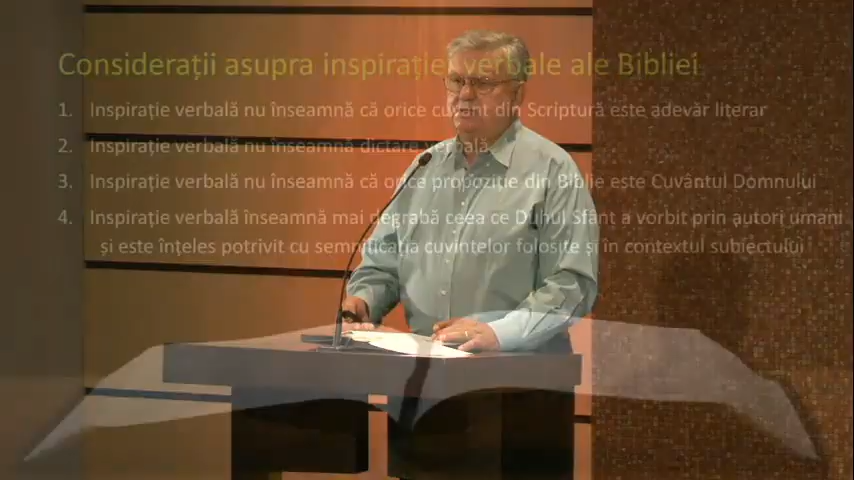 Considerații asupra inspirației verbale ale Bibliei
1. Inspirație verbală nu înseamnă că orice cuvânt din Scriptură este adevăr literar
2. Inspirație verbală nu înseamnă dictare verbală
3. Inspirație verbală nu înseamnă că orice propoziție din Biblie este Cuvântul Domnului
4. Inspirație verbală înseamnă mai degrabă ceea ce Duhul Sfânt a vorbit prin autori umani
și este înțeles potrivit cu semnificația cuvintelor folosite și în contextul subiectului